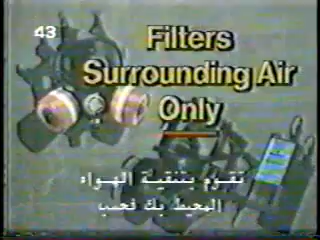 43
Filters
Surrounding Air
Only
تقوم بتنقية الهواء
المحيط بك فحسب